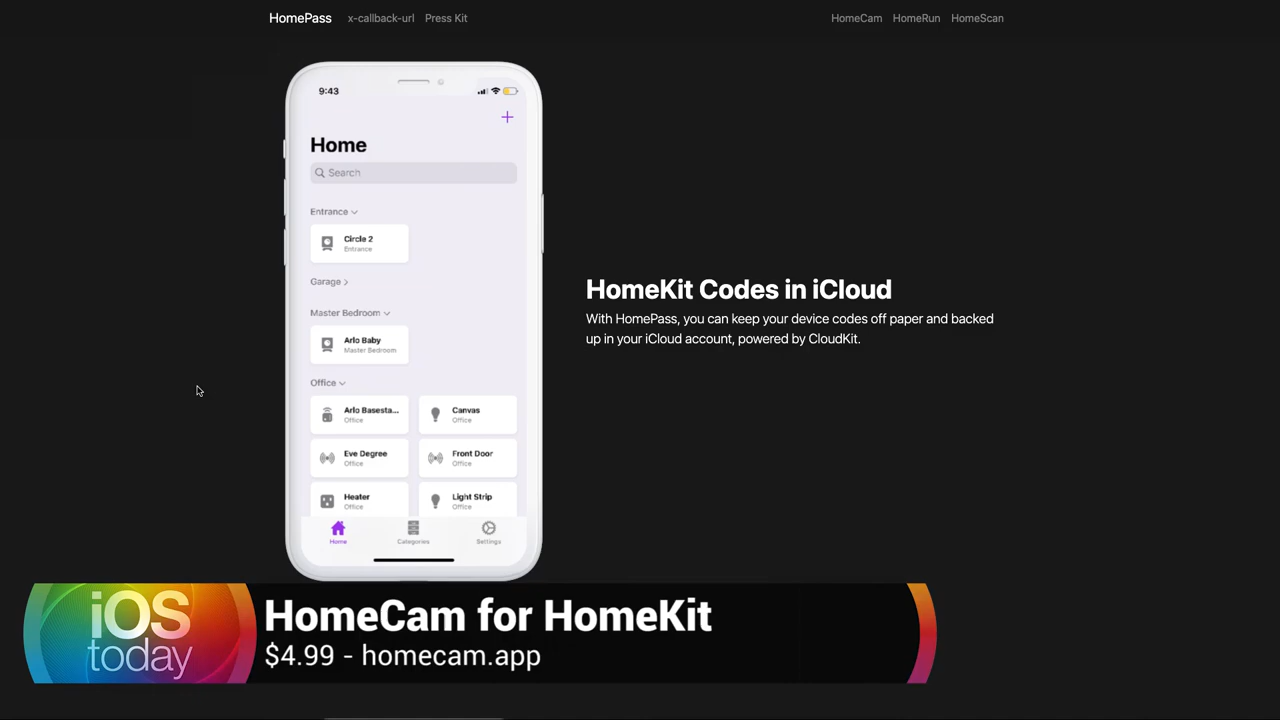 HomePass x-callback-url Press Kit HomeCam HomeRun HomeScan
9:43
Home
Search
Entrance
Circle 2
Entrance
Garage
Master Bedroom
Arlo Baby
Master Bedroom
Office
Arlo Basesta... Canvas
Office Office
Eve Degree Front Door
Office Office
Heater Light Strip
Office Office
Home Categories Settings
HomeKit Codes in iCloud
With HomePass, you can keep your device codes off paper and backed
up in your iCloud account, powered by CloudKit.
iOS
today
HomeCam for HomeKit
$4.99 - homecam.app